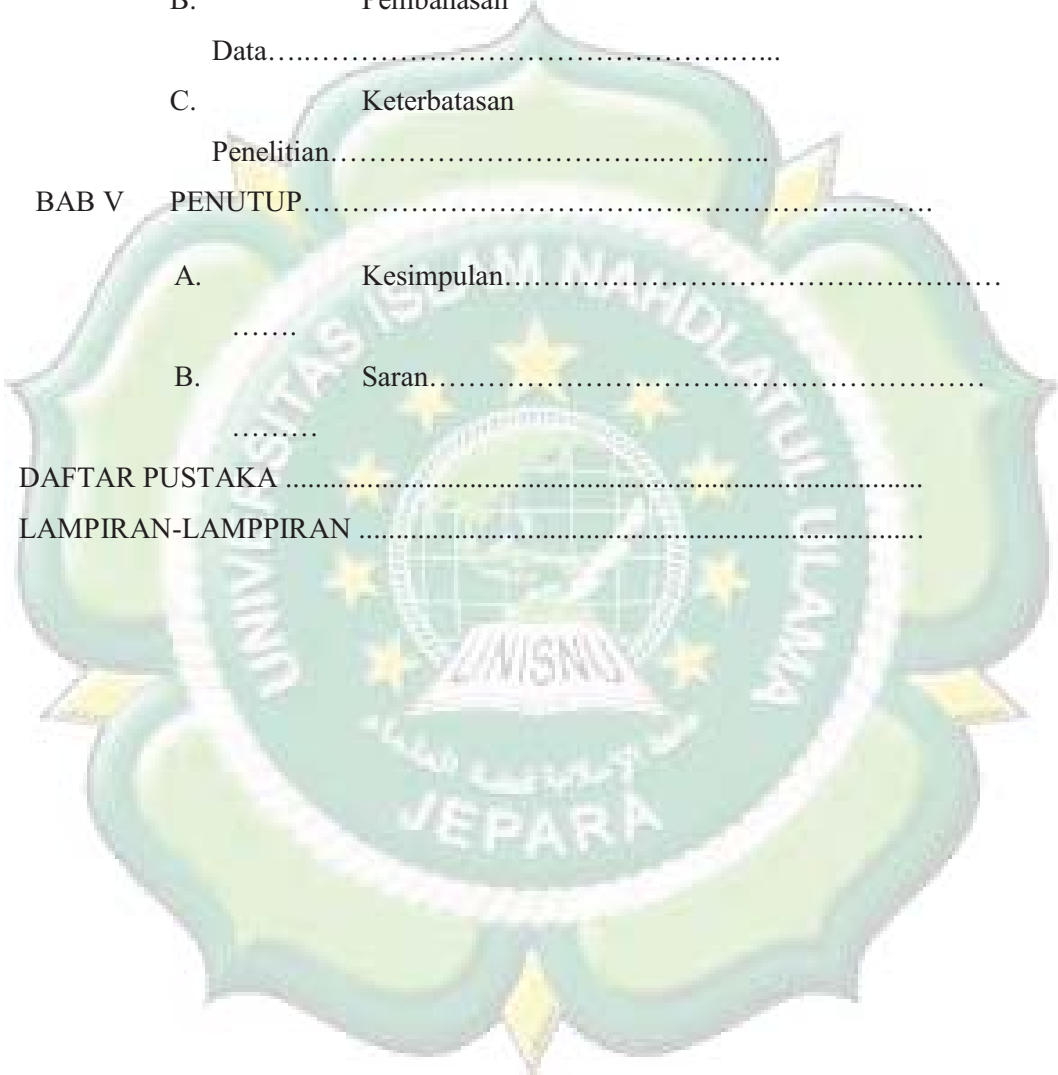 B. Pembahasan
Data…..…………………………………….…...
C. Keterbatasan
Penelitian……………………………...………..
BAB V PENUTUP……………………………………………………..……
A. Kesimpulan……………………………………………
…….
B. Saran…………………………………………………
………
DAFTAR PUSTAKA .....................................................................................
LAMPIRAN-LAMPPIRAN ............................................................................
UNIVERSITAS ISLAM NAHDLATUL ULAMA
UNISNU
JEPARA